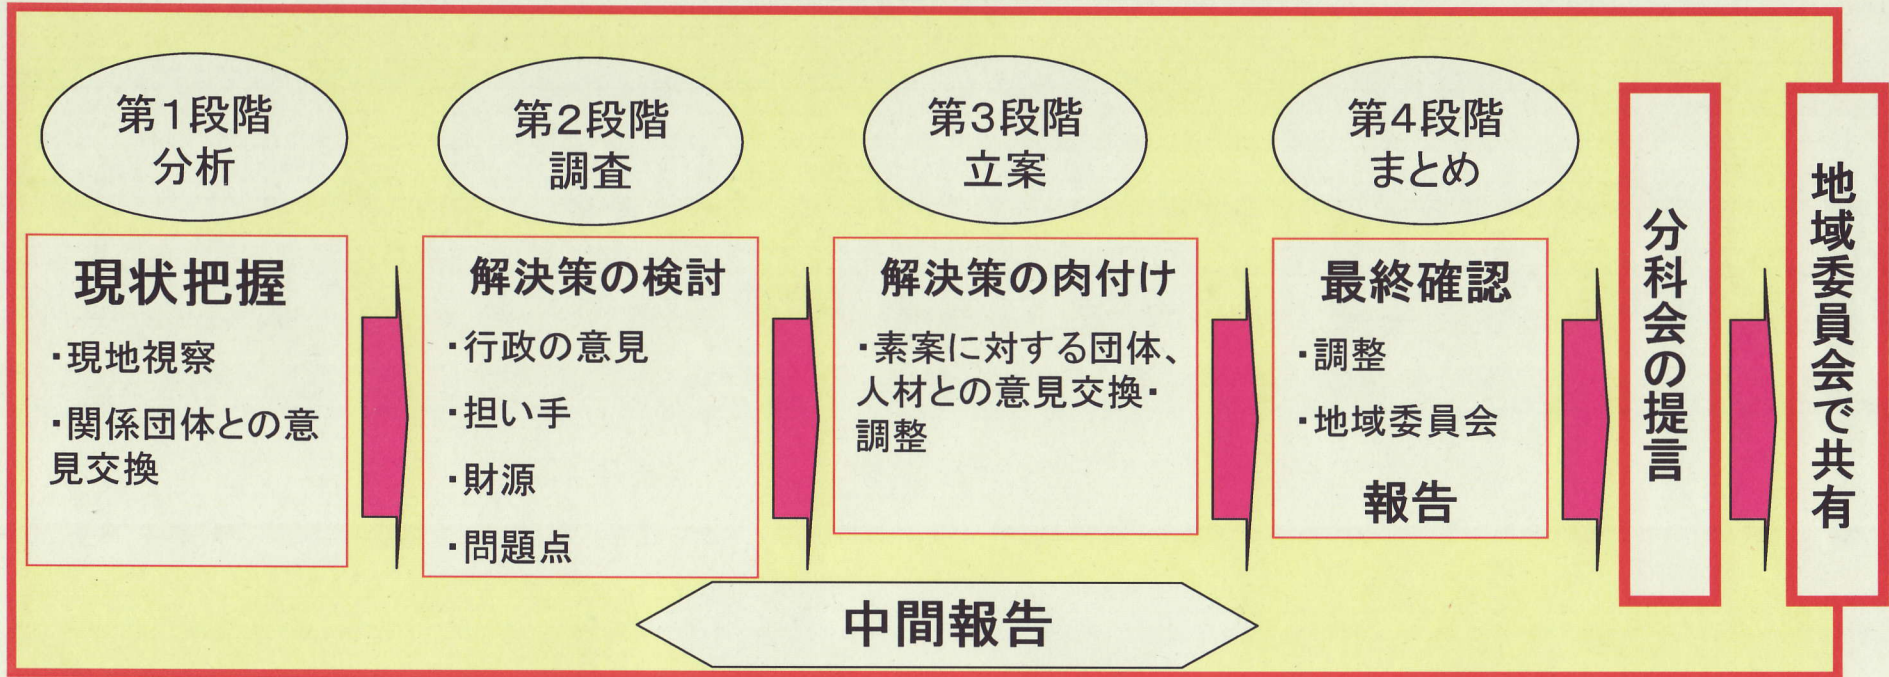 第1段階
分析
現状把握
・現地視察
・関係団体との意
見交換
第2段階
調査
解決策の検討
・行政の意見
・担い手
・財源
・問題点
第3段階
立案
解決策の肉付け
・素案に対する団体、
人材との意見交換・
調整
第4段階
まとめ
最終確認
・調整
・地域委員会
報告
分科会の提言
地域委員会で共有
中間報告